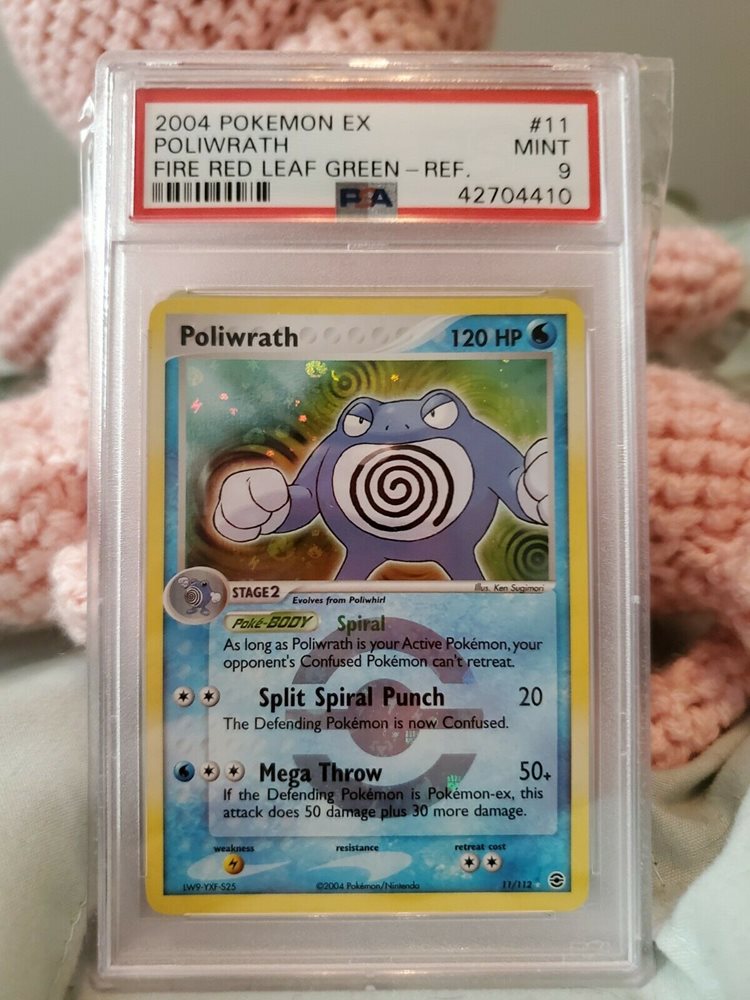 2004 POKEMON EX #11
POLIWRATH MINT
FIRE RED LEAF GREEN - REF. 9
PSA 42704410
Poliwrath 120 HP
STAGE2 Evolves from Poliwhirl
Illus. Ken Sugimori
Poké-BODY Spiral
As long as Poliwrath is your Active Pokémon, your
opponent's Confused Pokémon can't retreat.
Split Spiral Punch 20
The Defending Pokémon is now Confused.
Mega Throw 50+
If the Defending Pokémon is Pokémon-ex, this
attack does 50 damage plus 30 more damage.
weakness resistance retreat cost
LW9-YXF-S25 ©2004 Pokémon/Nintendo 11/112